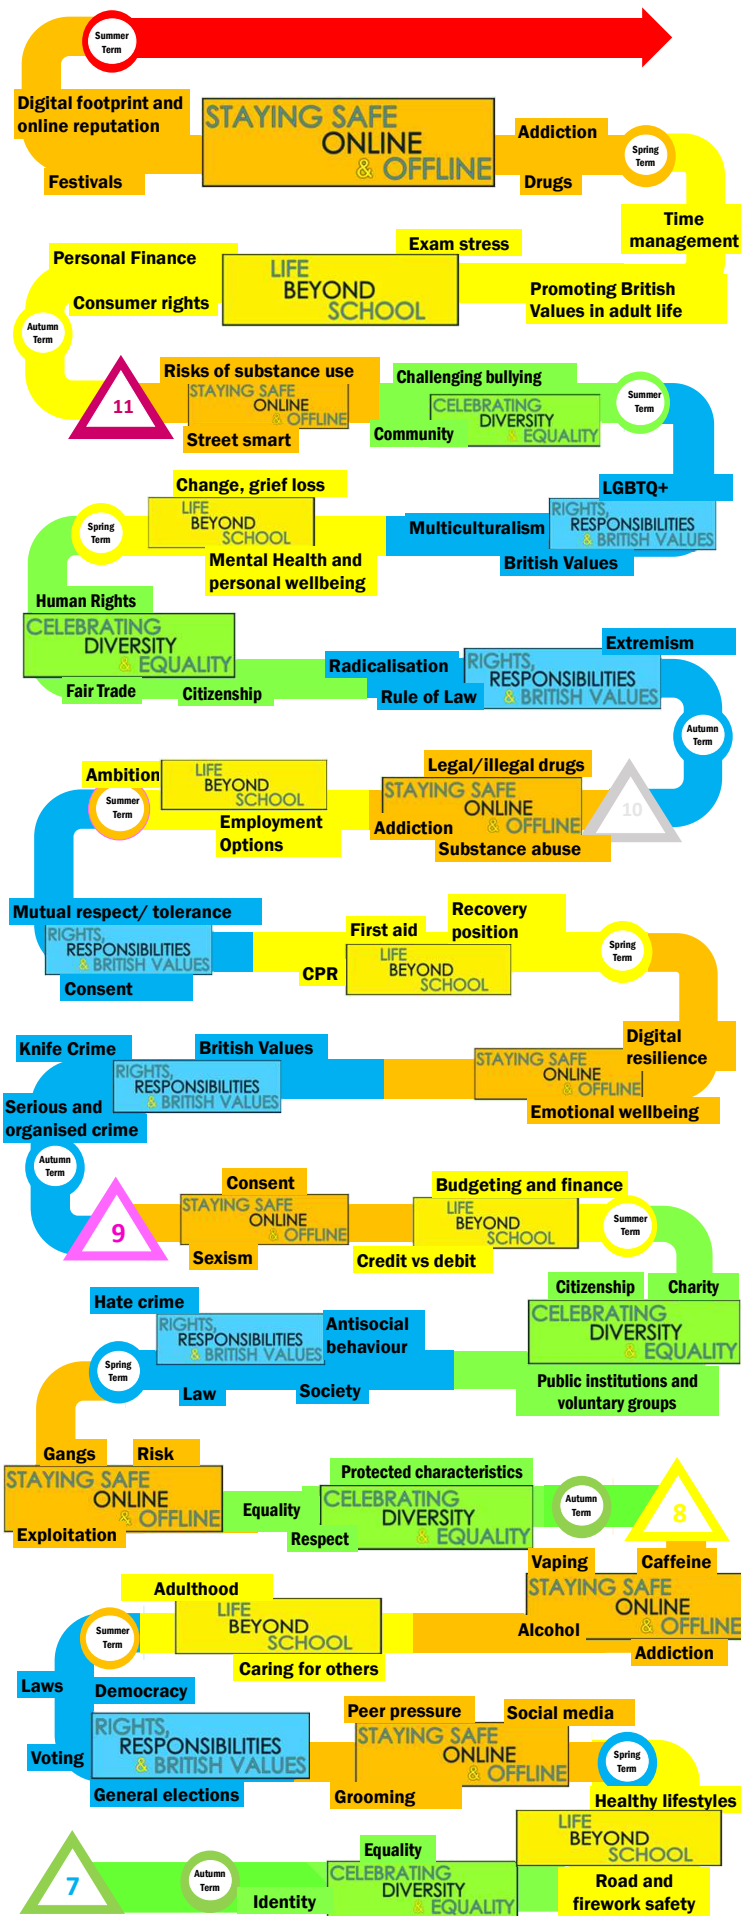 Summer
Term
Digital footprint and
online reputation
STAYING SAFE
ONLINE
& OFFLINE
Addiction
Spring
Term
Festivals
Drugs
Time
management
Exam stress
Personal Finance
LIFE
BEYOND
SCHOOL
Promoting British
Values in adult life
Consumer rights
Autumn
Term
Risks of substance use
Challenging bullying
11
STAYING SAFE
ONLINE
& OFFLINE
Summer
Term
CELEBRATING
DIVERSITY
& EQUALITY
Street smart
Community
Change, grief loss
LGBTQ+
LIFE
BEYOND
SCHOOL
RIGHTS,
RESPONSIBILITIES
& BRITISH VALUES
Spring
Term
Multiculturalism
Mental Health and
personal wellbeing
British Values
Human Rights
CELEBRATING
DIVERSITY
& EQUALITY
Extremism
Radicalisation
RIGHTS,
RESPONSIBILITIES
& BRITISH VALUES
Fair Trade
Citizenship
Rule of Law
Autumn
Term
Legal/illegal drugs
Ambition
LIFE
BEYOND
SCHOOL
STAYING SAFE
ONLINE
& OFFLINE
10
Summer
Term
Employment
Options
Addiction
Substance abuse
Mutual respect/ tolerance
Recovery
position
First aid
RIGHTS,
RESPONSIBILITIES
& BRITISH VALUES
LIFE
BEYOND
SCHOOL
Spring
Term
CPR
Consent
Digital
resilience
Knife Crime
British Values
RIGHTS,
RESPONSIBILITIES
& BRITISH VALUES
STAYING SAFE
ONLINE
& OFFLINE
Serious and
organised crime
Emotional wellbeing
Autumn
Term
Consent
Budgeting and finance
9
STAYING SAFE
ONLINE
& OFFLINE
LIFE
BEYOND
SCHOOL
Summer
Term
Sexism
Credit vs debit
Citizenship
Charity
Hate crime
RIGHTS,
RESPONSIBILITIES
& BRITISH VALUES
Antisocial
behaviour
CELEBRATING
DIVERSITY
& EQUALITY
Spring
Term
Law
Society
Public institutions and
voluntary groups
Gangs
Risk
STAYING SAFE
ONLINE
& OFFLINE
Protected characteristics
CELEBRATING
DIVERSITY
& EQUALITY
Equality
Autumn
Term
8
Exploitation
Respect
Vaping
Caffeine
Adulthood
STAYING SAFE
ONLINE
& OFFLINE
LIFE
BEYOND
SCHOOL
Summer
Term
Alcohol
Addiction
Caring for others
Laws
Democracy
Peer pressure
Social media
RIGHTS,
RESPONSIBILITIES
& BRITISH VALUES
STAYING SAFE
ONLINE
& OFFLINE
Voting
Spring
Term
General elections
Grooming
Healthy lifestyles
LIFE
BEYOND
SCHOOL
Equality
7
Autumn
Term
CELEBRATING
DIVERSITY
& EQUALITY
Identity
Road and
firework safety